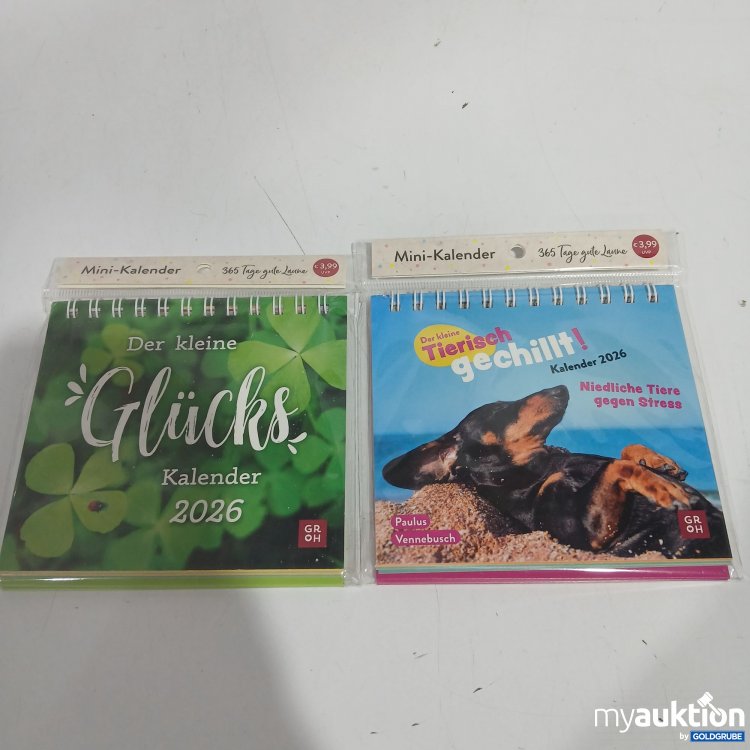 Mini-Kalender
365 Tage gute Laune
€ 3,99
UVP
Der kleine
Glücks
Kalender
2026
GR
OH
Mini-Kalender
365 Tage gute Laune
€ 3,99
UVP
Der kleine
Tierisch
gechillt!
Kalender 2026
Niedliche Tiere
gegen Stress
Paulus
Vennebusch
GR
OH
myauktion
by GOLDGRUBE